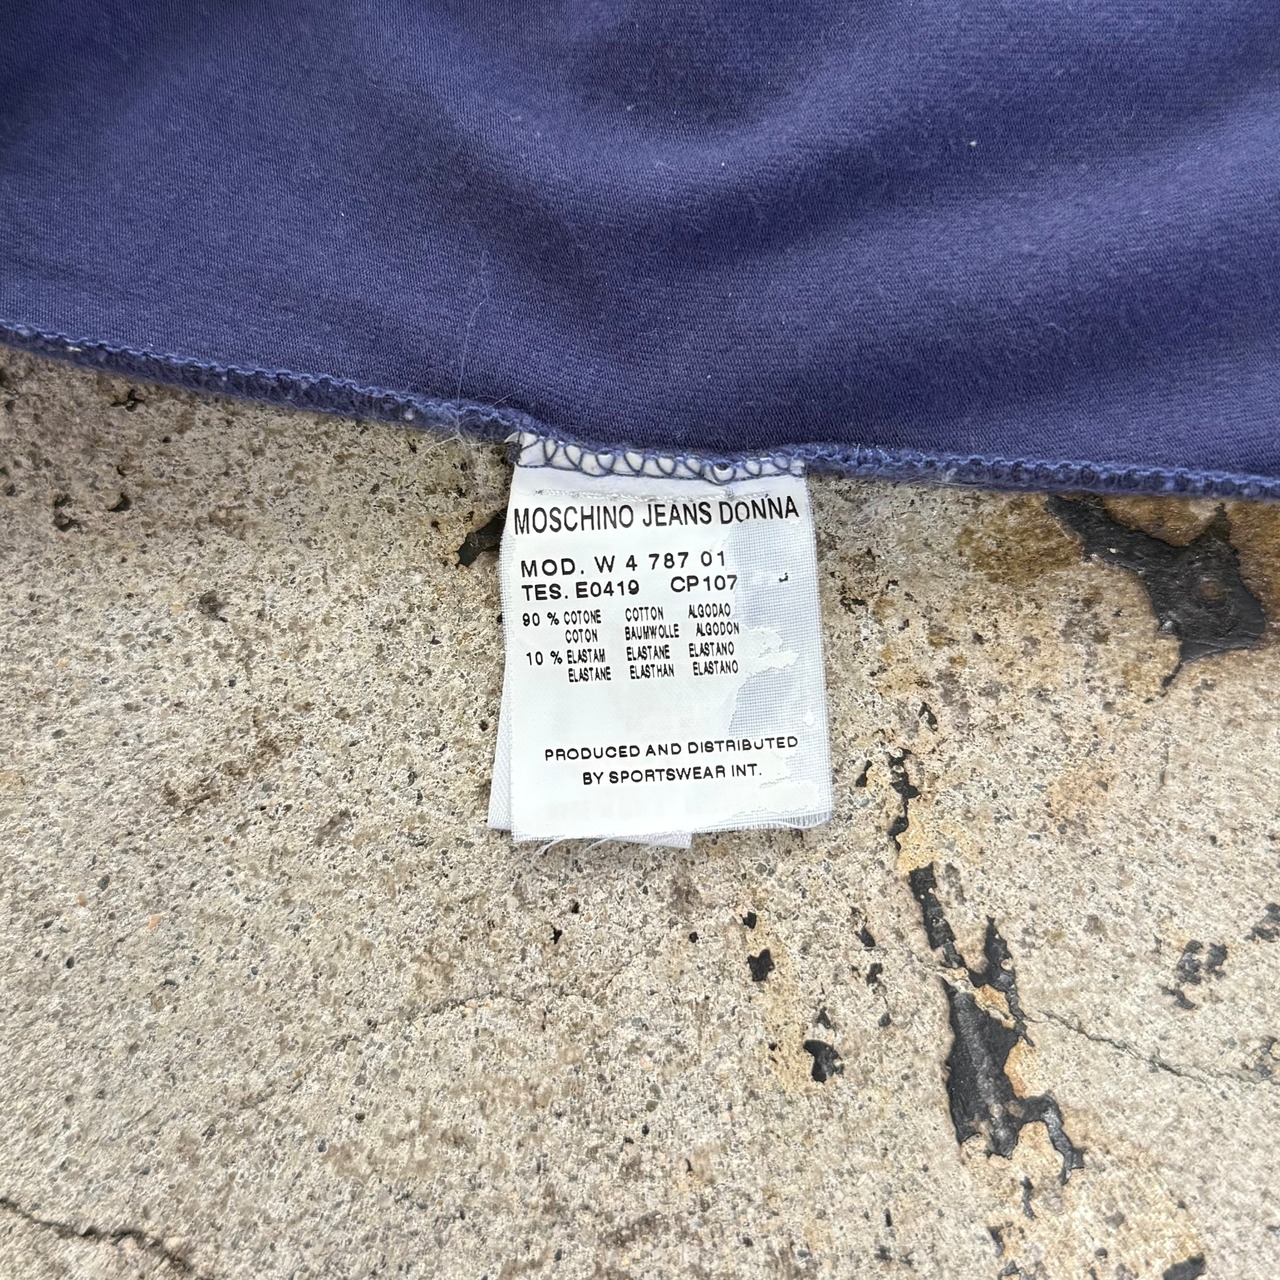 MOSCHINO JEANS DONNA
MOD. W 4 787 01
TES. E0419 CP107
90 % COTONE COTTON ALGODAO
COTON BAUMWOLLE ALGODON
10 % ELASTAM ELASTANE ELASTANO
ELASTANE ELASTHAN ELASTANO
PRODUCED AND DISTRIBUTED
BY SPORTSWEAR INT.